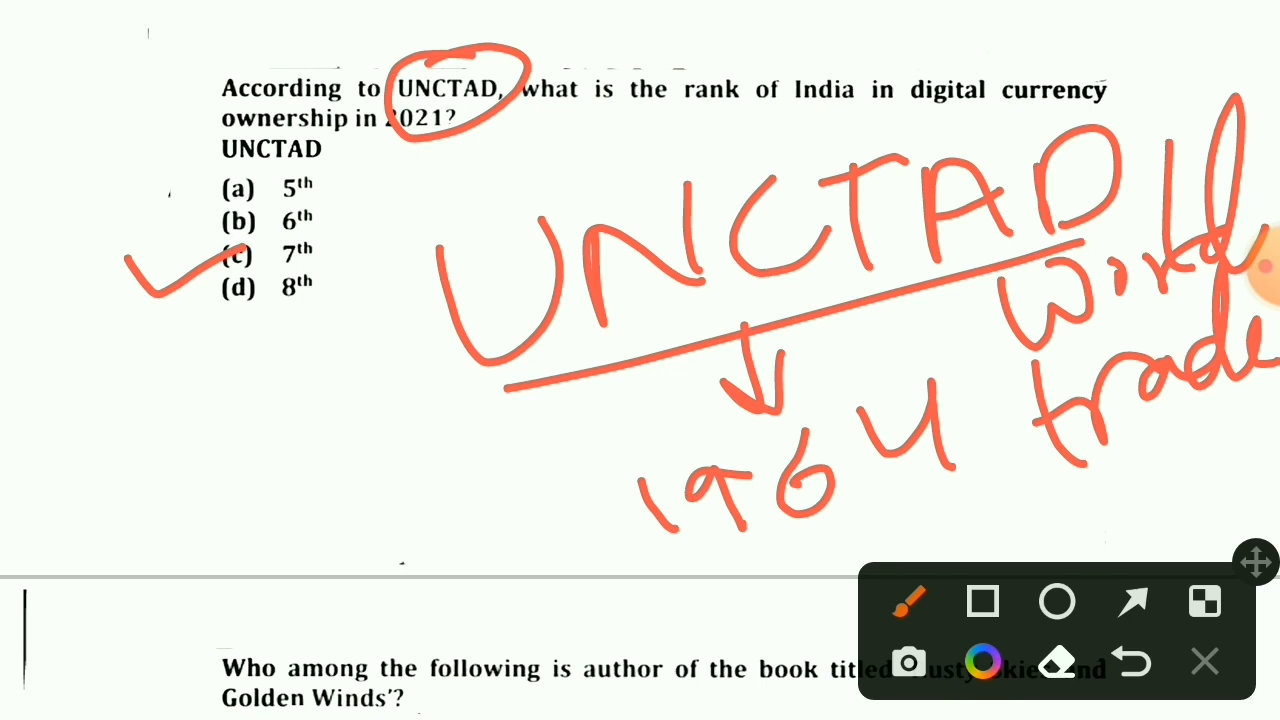 According to UNCTAD, what is the rank of India in digital currency
ownership in 2021?
UNCTAD
(a) 5th
(b) 6th
(c) 7th
(d) 8th
UNCTAD
World
trade
1964
Who among the following is author of the book titled and
Golden Winds'?